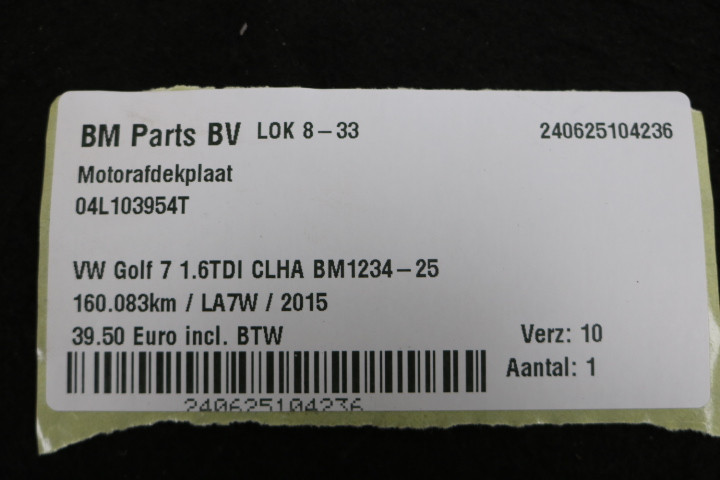 BM Parts BV LOK 8-33 240625104236
Motorafdekplaat
04L103954T
VW Golf 7 1.6TDI CLHA BM1234-25
160.083km / LA7W / 2015
39.50 Euro incl. BTW Verz: 10
Aantal: 1
240625104236